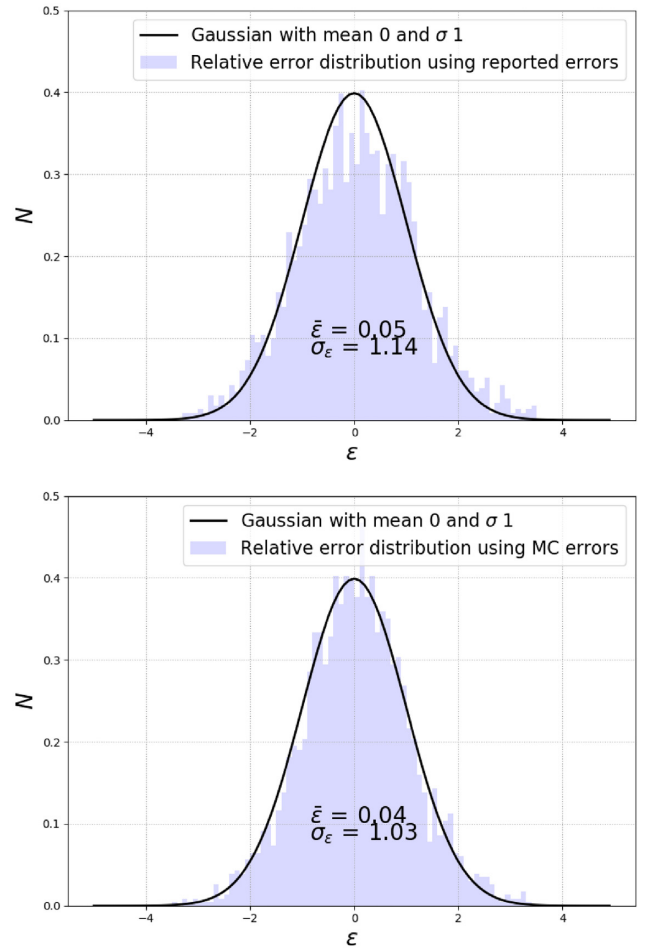 0.5
Gaussian with mean 0 and σ 1
Relative error distribution using reported errors
0.4
0.3
N
0.2
0.1
ε̄ = 0.05
σε = 1.14
0.0
−4 −2 0 2 4
ε
0.5
Gaussian with mean 0 and σ 1
Relative error distribution using MC errors
0.4
0.3
N
0.2
0.1
ε̄ = 0.04
σε = 1.03
0.0
−4 −2 0 2 4
ε